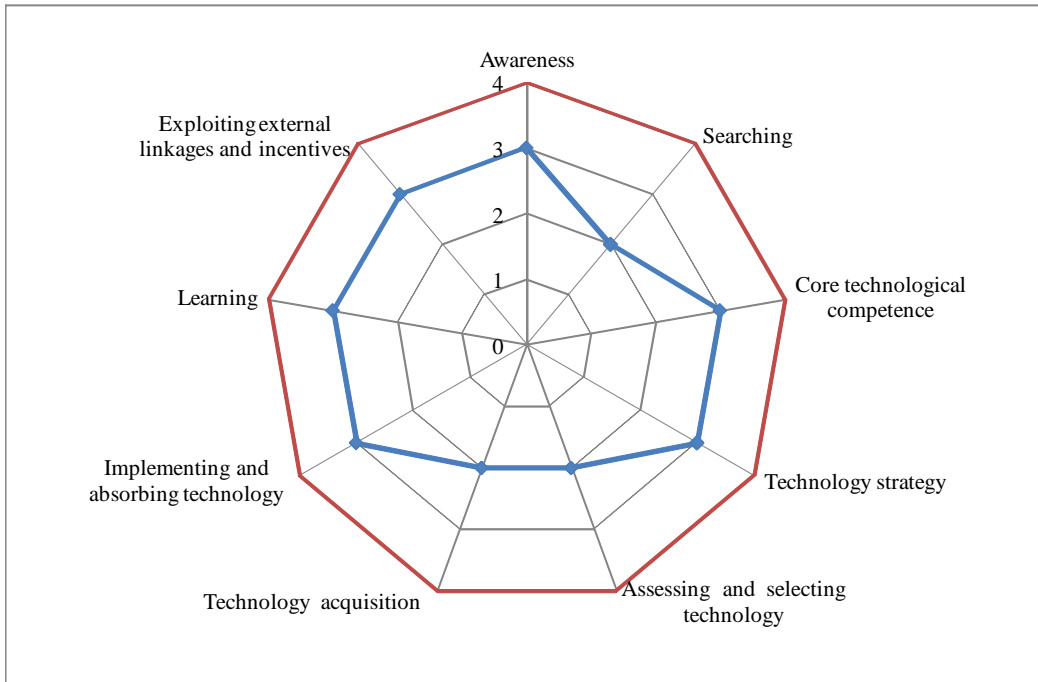 Awareness
4
Exploiting external
linkages and incentives
Searching
3
2
1
Learning
Core technological
competence
0
Implementing and
absorbing technology
Technology strategy
Technology acquisition
Assessing and selecting
technology